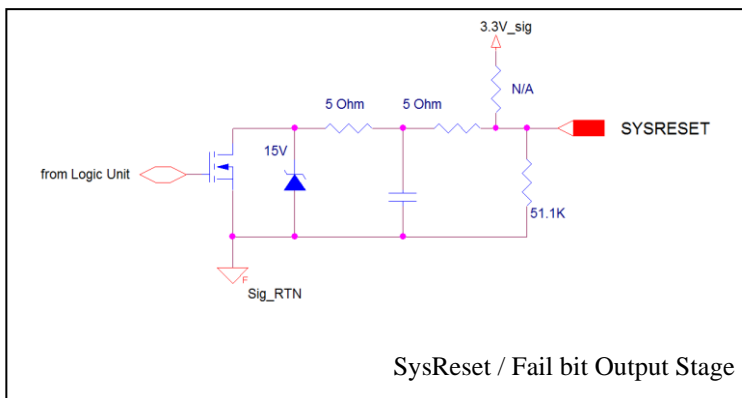 3.3V_sig
N/A
5 Ohm
5 Ohm
SYSRESET
15V
from Logic Unit
51.1K
F
Sig_RTN
SysReset / Fail bit Output Stage